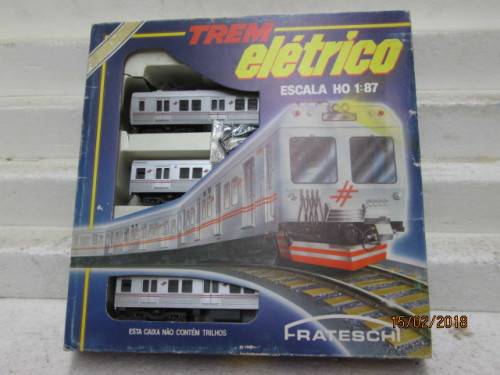 TREM
elétrico
ESCALA HO 1:87
ESTA CAIXA NÃO CONTÉM TRILHOS
FRATESCHI
15/02/2018